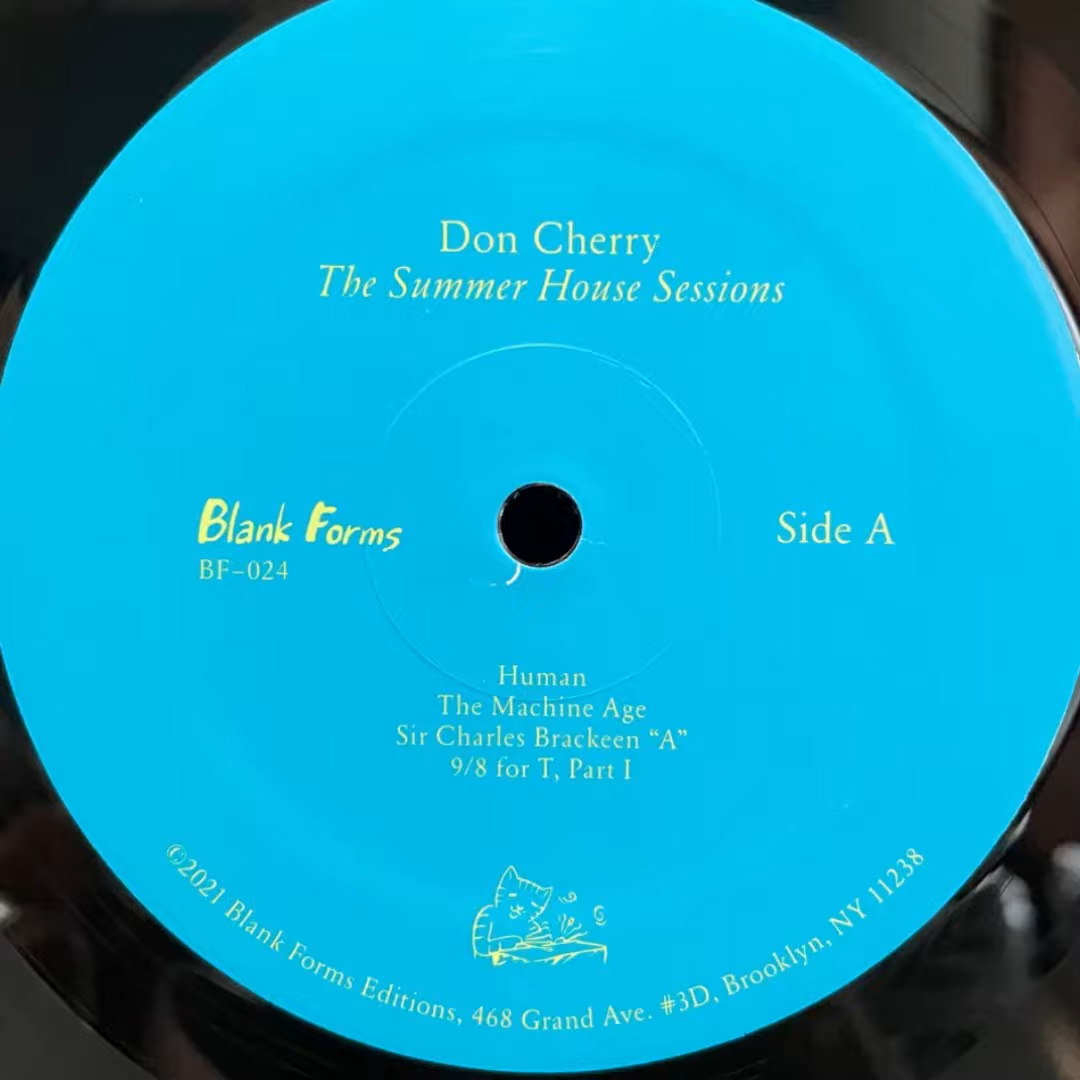 Don Cherry
The Summer House Sessions
Blank Forms
BF-024
Side A
Human
The Machine Age
Sir Charles Brackeen “A”
9/8 for T, Part I
©2021 Blank Forms Editions, 468 Grand Ave. #3D, Brooklyn, NY 11238